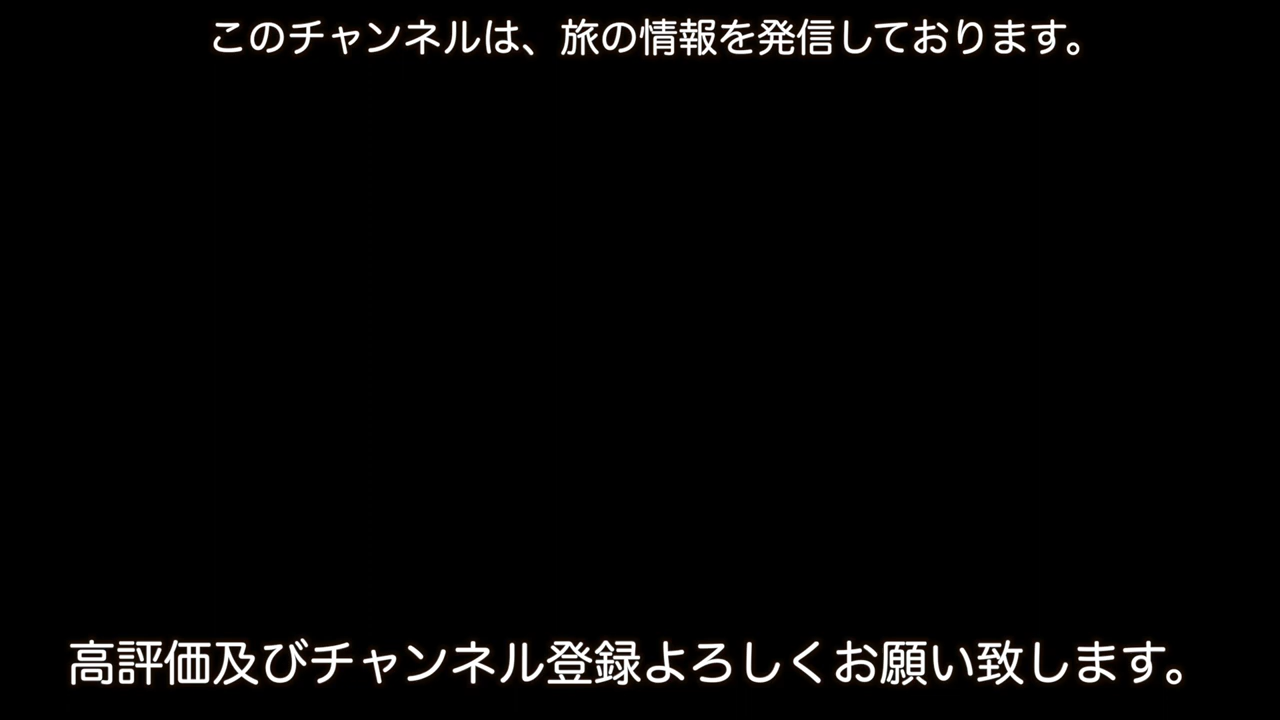 このチャンネルは、旅の情報を発信しております。
高評価及びチャンネル登録よろしくお願い致します。